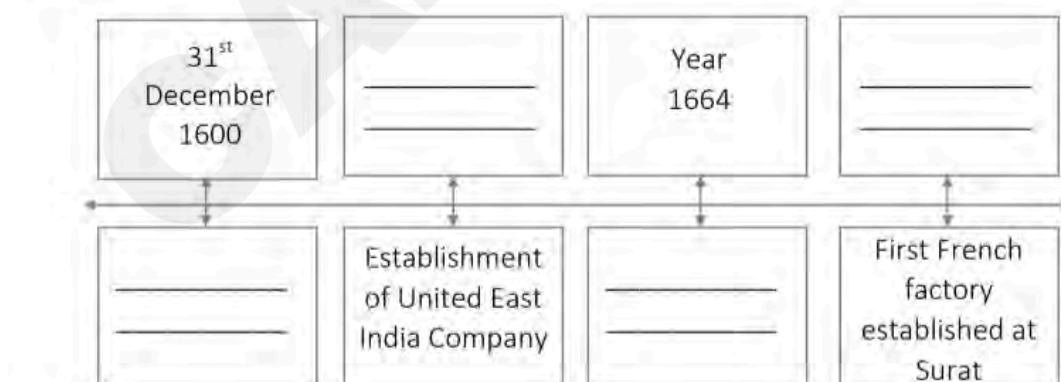 31st
December
1600
Year
1664
Establishment
of United East
India Company
First French
factory
established at
Surat